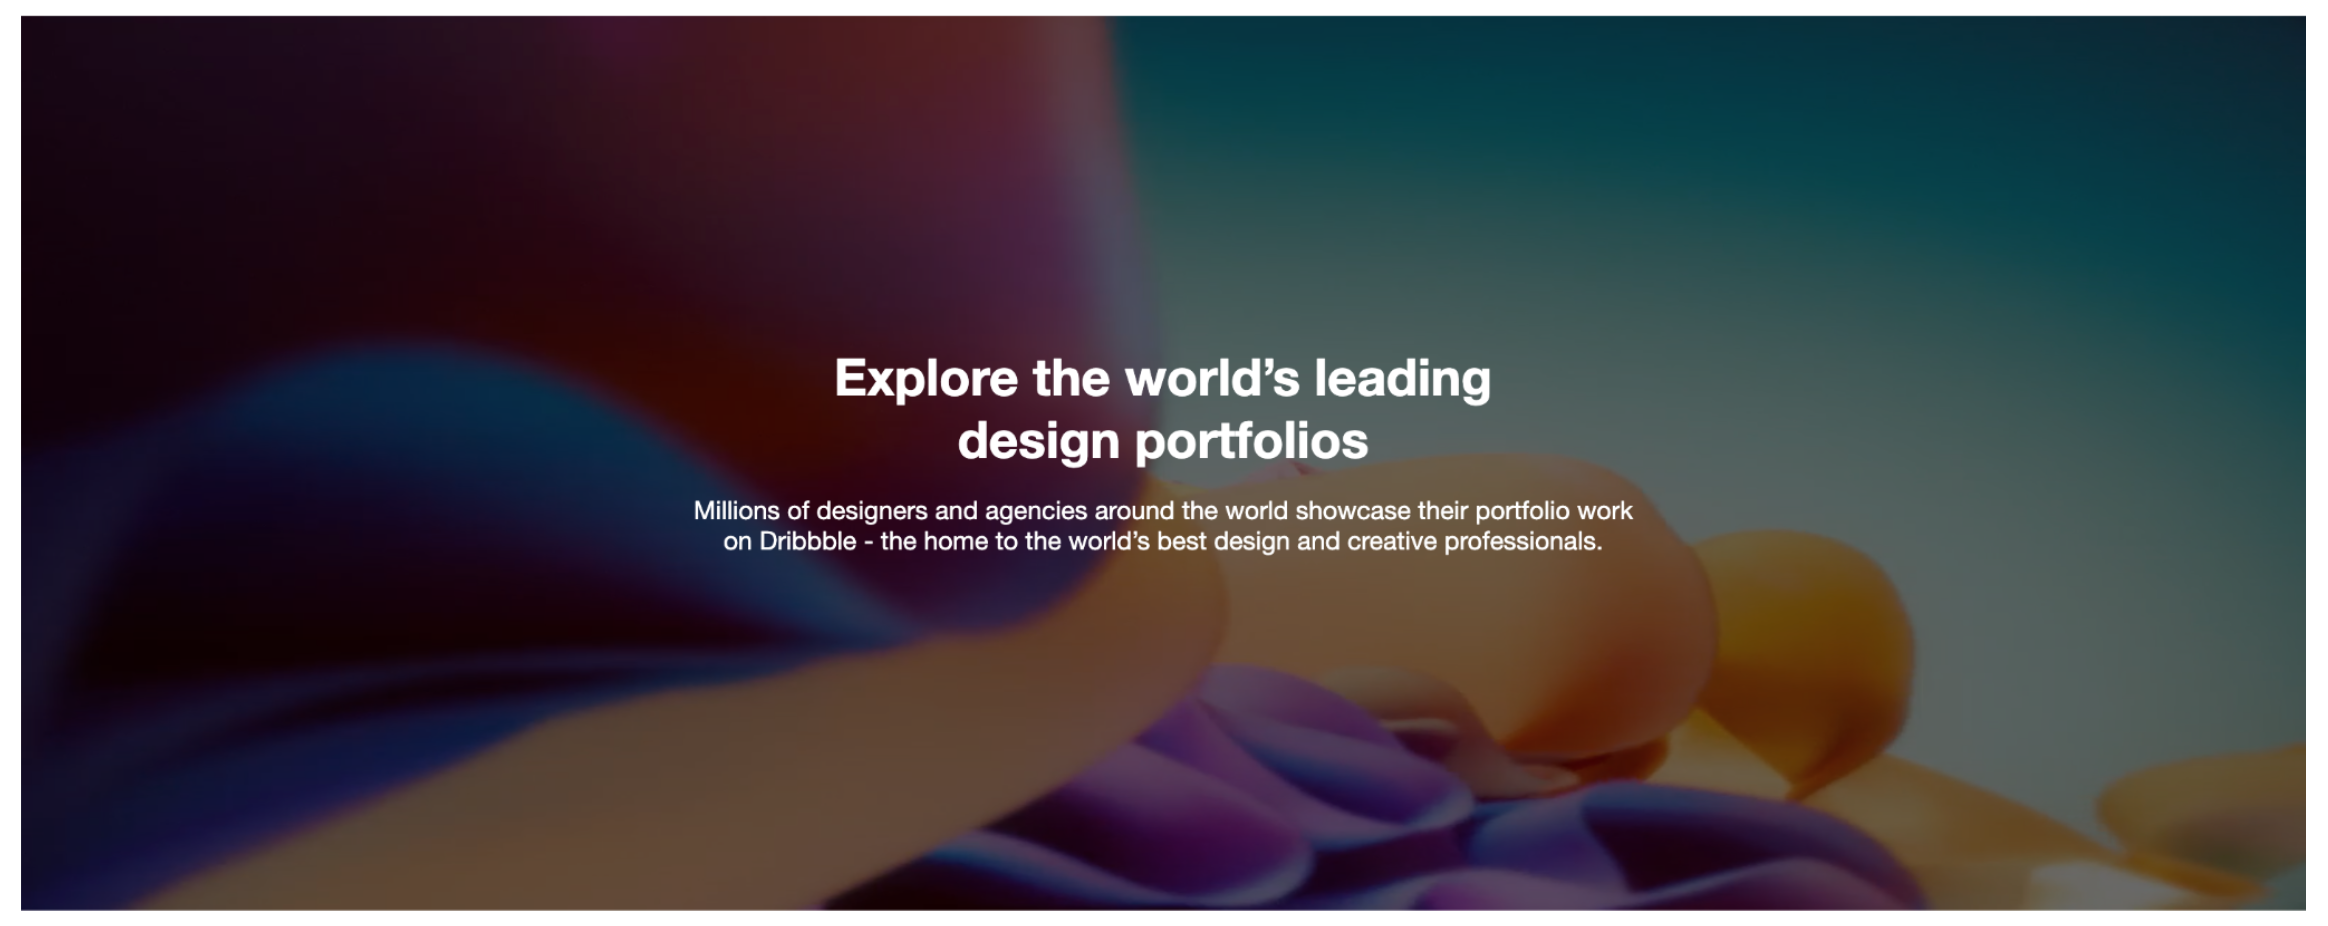 Explore the world’s leading
design portfolios
Millions of designers and agencies around the world showcase their portfolio work
on Dribbble - the home to the world’s best design and creative professionals.